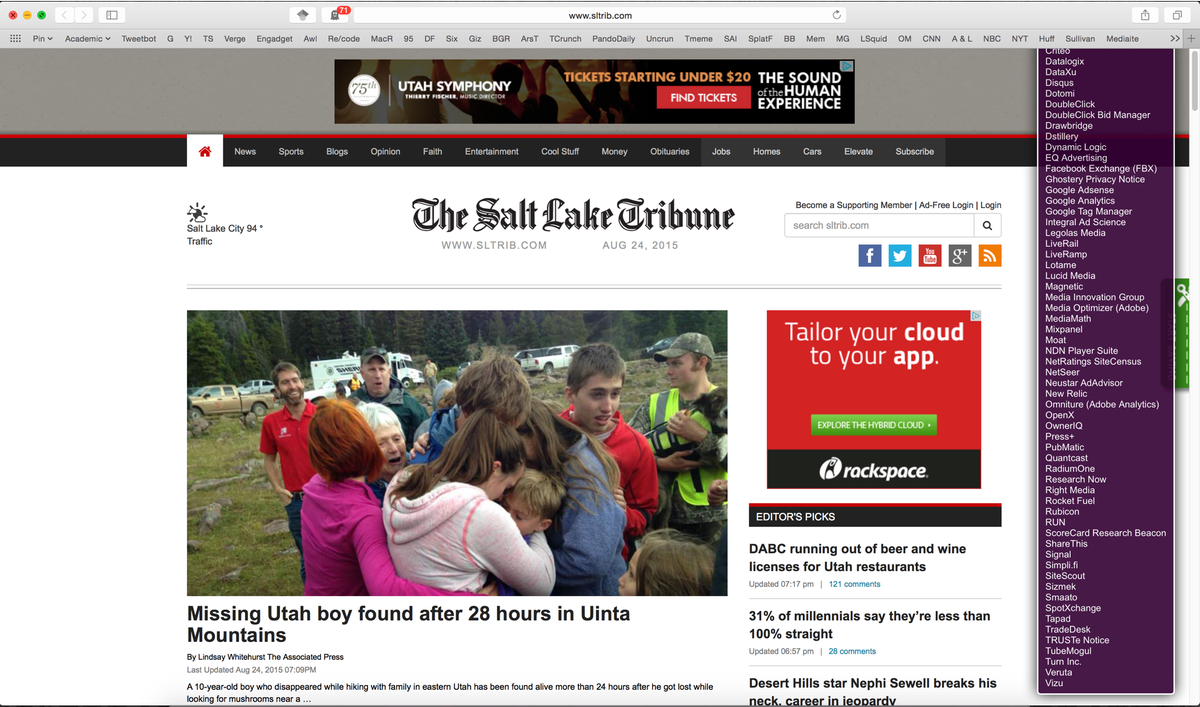 71
www.sltrib.com
Pin Academic Tweetbot G Y! TS Verge Engadget Awl Re/code MacR 95 DF Six Giz BGR ArsT TCrunch PandoDaily Uncrun Tmeme SAI SplatF BB Mem MG LSquid OM CNN A & L NBC NYT Huff Sullivan Mediaite >> +
75th
UTAH SYMPHONY
THIERRY FISCHER, MUSIC DIRECTOR
TICKETS STARTING UNDER $20
FIND TICKETS
THE SOUND
of the HUMAN
EXPERIENCE
News Sports Blogs Opinion Faith Entertainment Cool Stuff Money Obituaries Jobs Homes Cars Elevate Subscribe
Salt Lake City 94 °
Traffic
The Salt Lake Tribune
WWW.SLTRIB.COM AUG 24, 2015
Become a Supporting Member | Ad-Free Login | Login
search sltrib.com
f
You
Tube
g+
SHERI
Missing Utah boy found after 28 hours in Uinta
Mountains
By Lindsay Whitehurst The Associated Press
Last Updated Aug 24, 2015 07:09PM
A 10-year-old boy who disappeared while hiking with family in eastern Utah has been found alive more than 24 hours after he got lost while
looking for mushrooms near a ...
Tailor your cloud
to your app.
EXPLORE THE HYBRID CLOUD
rackspace.
EDITOR'S PICKS
DABC running out of beer and wine
licenses for Utah restaurants
Updated 07:17 pm | 121 comments
31% of millennials say they're less than
100% straight
Updated 06:57 pm | 28 comments
Desert Hills star Nephi Sewell breaks his
neck, career in jeopardy
Criteo
Datalogix
DataXu
Disqus
Dotomi
DoubleClick
DoubleClick Bid Manager
Drawbridge
Dstillery
Dynamic Logic
EQ Advertising
Facebook Exchange (FBX)
Ghostery Privacy Notice
Google Adsense
Google Analytics
Google Tag Manager
Integral Ad Science
Legolas Media
LiveRail
LiveRamp
Lotame
Lucid Media
Magnetic
Media Innovation Group
Media Optimizer (Adobe)
MediaMath
Mixpanel
Moat
NDN Player Suite
NetRatings SiteCensus
NetSeer
Neustar AdAdvisor
New Relic
Omniture (Adobe Analytics)
OpenX
OwnerIQ
Press+
PubMatic
Quantcast
RadiumOne
Research Now
Right Media
Rocket Fuel
Rubicon
RUN
ScoreCard Research Beacon
ShareThis
Signal
Simpli.fi
SiteScout
Sizmek
Smaato
SpotXchange
Tapad
TradeDesk
TRUSTe Notice
TubeMogul
Turn Inc.
Veruta
Vizu